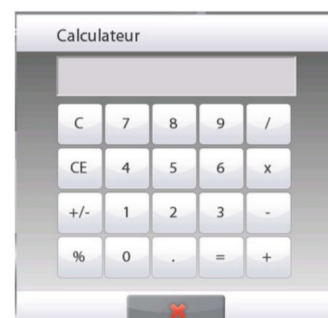 Calculateur
C 7 8 9 /
CE 4 5 6 x
+/- 1 2 3 -
% 0 . = +